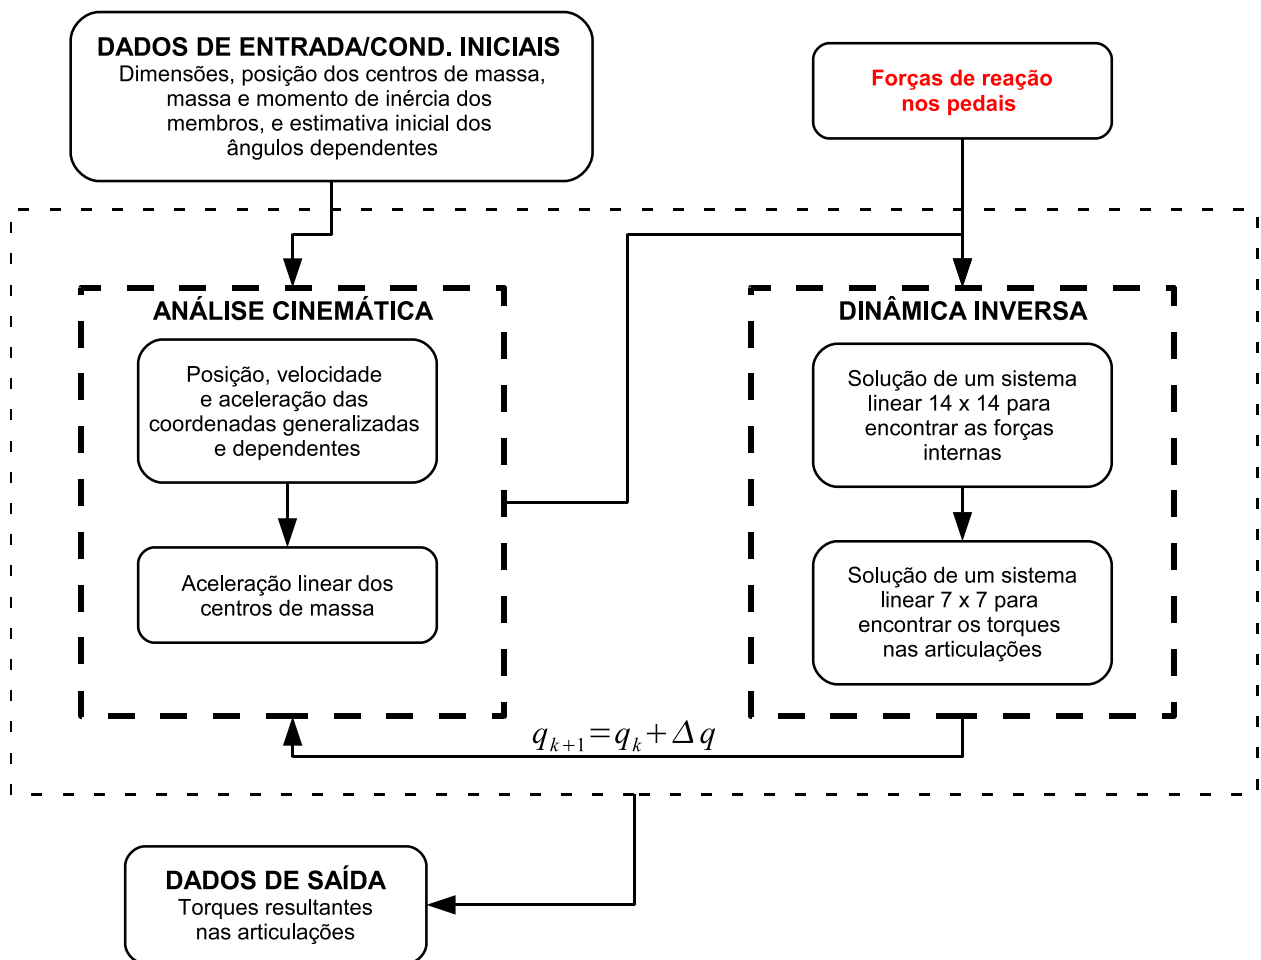 DADOS DE ENTRADA/COND. INICIAIS
Dimensões, posição dos centros de massa,
massa e momento de inércia dos
membros, e estimativa inicial dos
ângulos dependentes
Forças de reação
nos pedais
ANÁLISE CINEMÁTICA
Posição, velocidade
e aceleração das
coordenadas generalizadas
e dependentes
Aceleração linear dos
centros de massa
DINÂMICA INVERSA
Solução de um sistema
linear 14 x 14 para
encontrar as forças
internas
Solução de um sistema
linear 7 x 7 para
encontrar os torques
nas articulações
q_{k+1}=q_k+Δq
DADOS DE SAÍDA
Torques resultantes
nas articulações